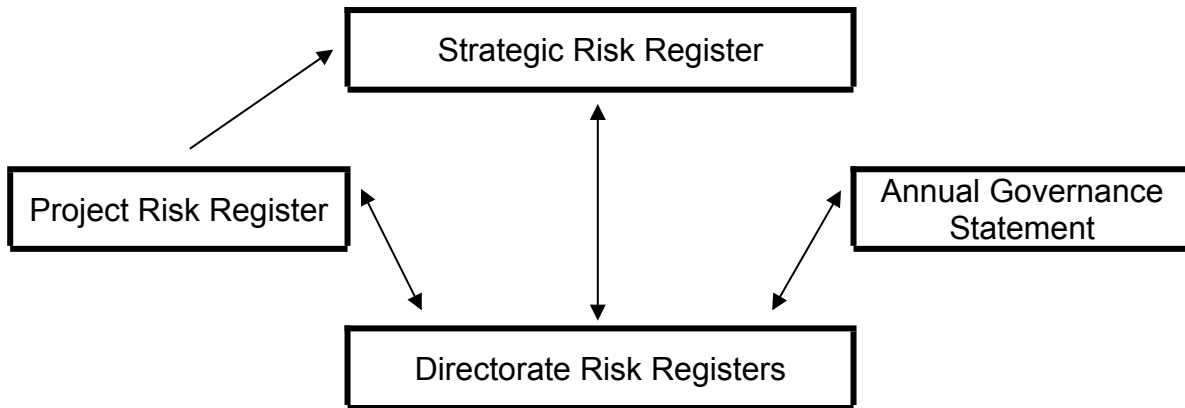 Strategic Risk Register
Project Risk Register
Annual Governance
Statement
Directorate Risk Registers